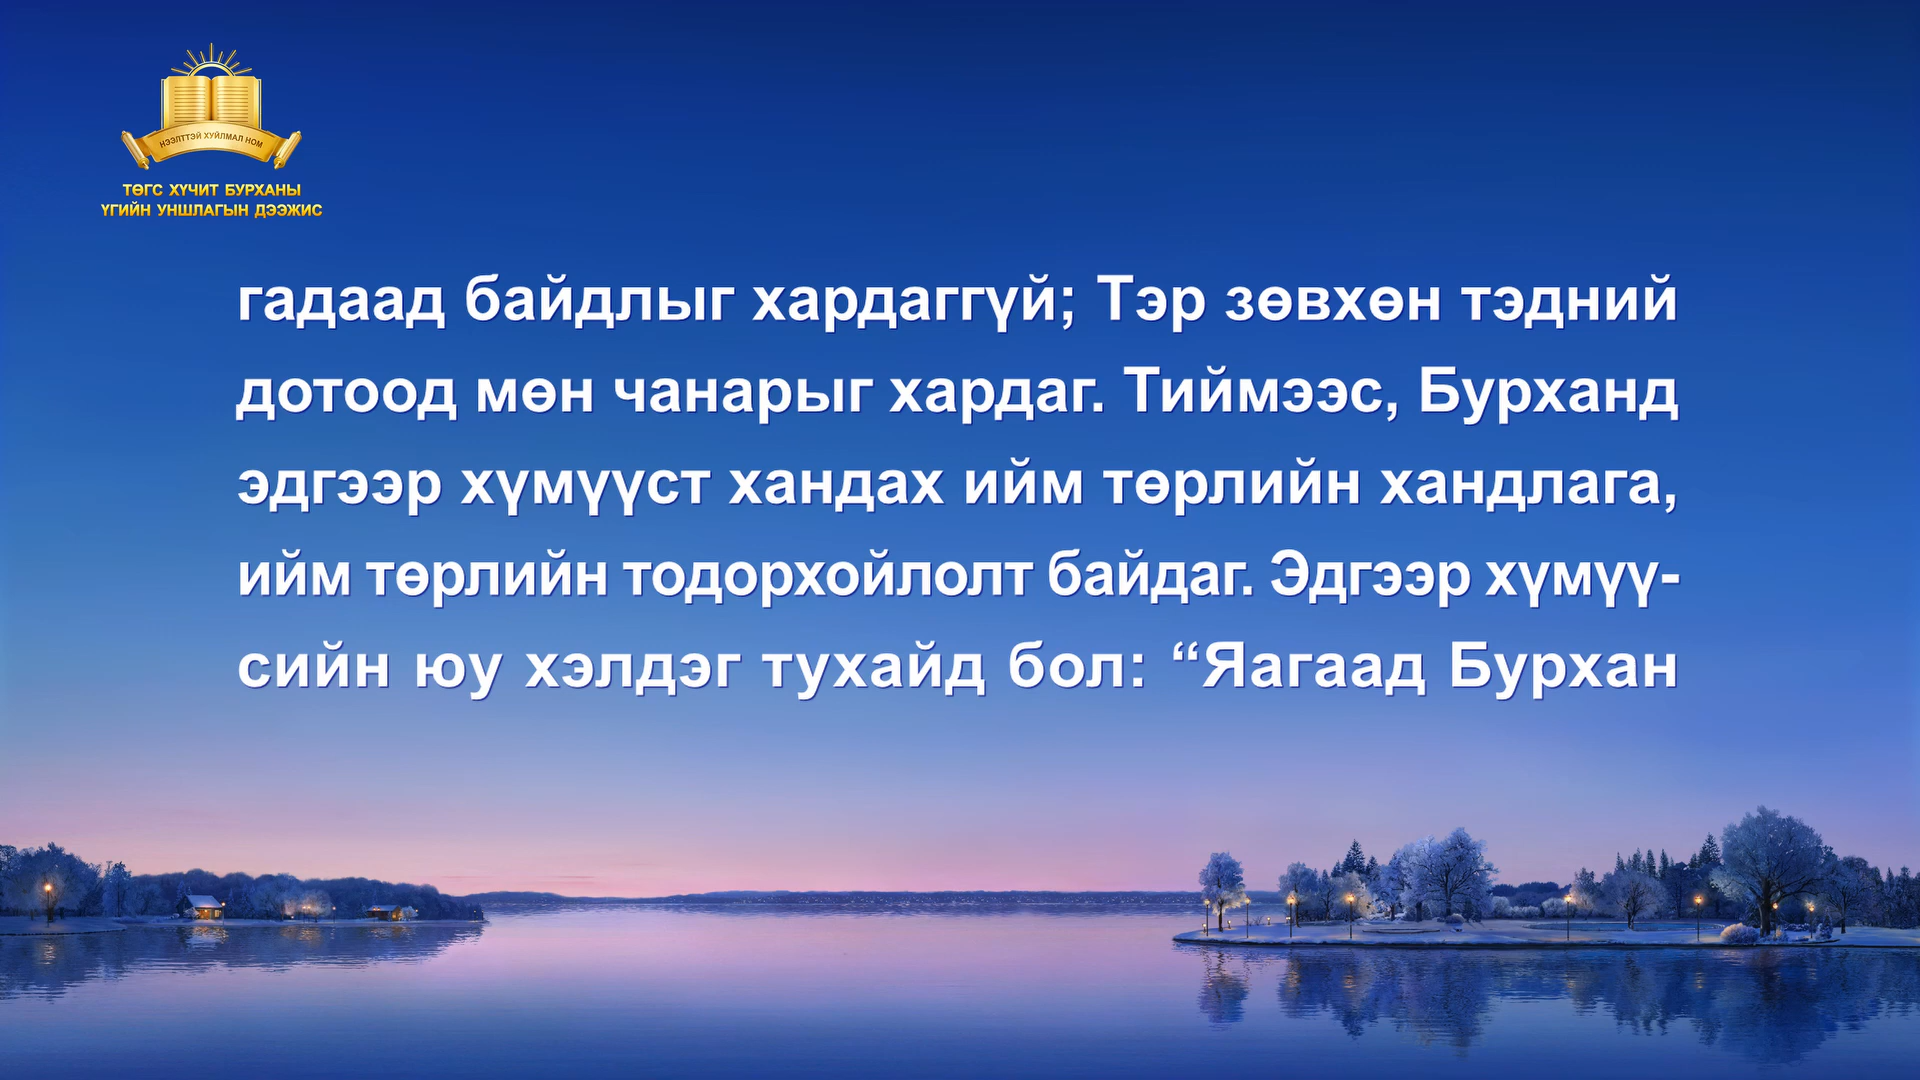 НЭЭЛТТЭЙ ХУЙЛМАЛ НОМ
ТӨГС ХҮЧИТ БУРХАНЫ
ҮГИЙН УНШЛАГЫН ДЭЭЖИС
гадаад байдлыг хардаггүй; Тэр зөвхөн тэдний
дотоод мөн чанарыг хардаг. Тиймээс, Бурханд
эдгээр хүмүүст хандах ийм төрлийн хандлага,
ийм төрлийн тодорхойлолт байдаг. Эдгээр хүмүү-
сийн юу хэлдэг тухайд бол: “Яагаад Бурхан